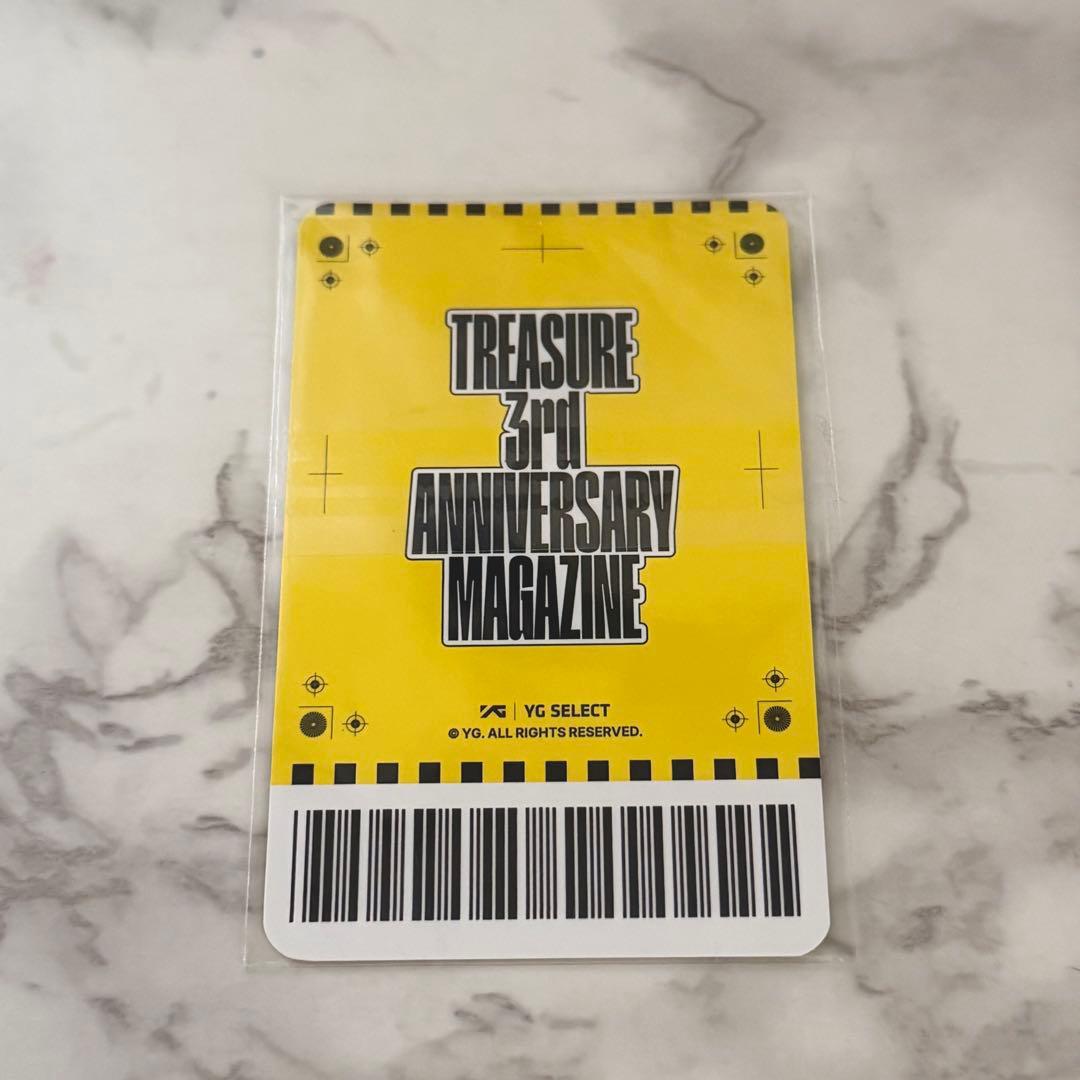 TREASURE
3rd
ANNIVERSARY
MAGAZINE
YG | YG SELECT
© YG. ALL RIGHTS RESERVED.